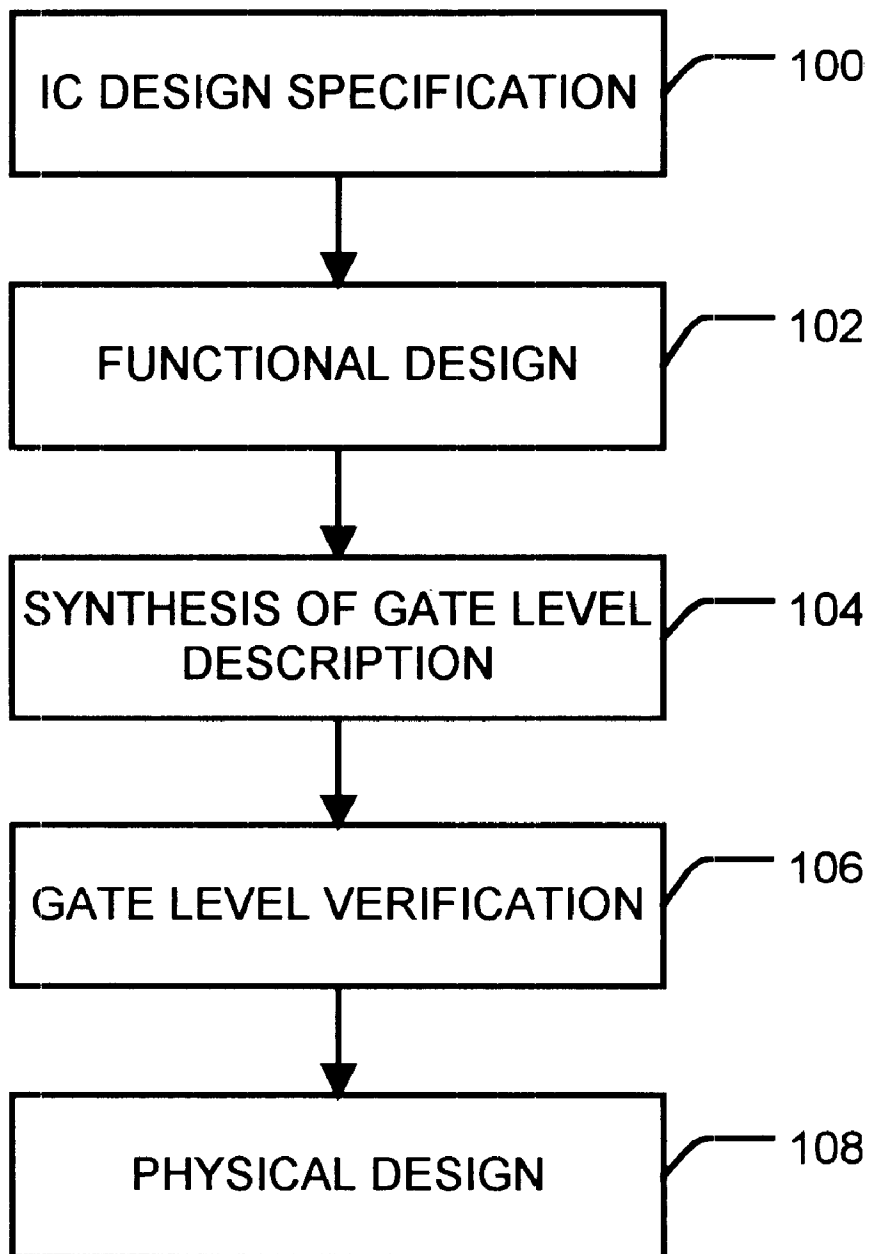 IC DESIGN SPECIFICATION
100
FUNCTIONAL DESIGN
102
SYNTHESIS OF GATE LEVEL
DESCRIPTION
104
GATE LEVEL VERIFICATION
106
PHYSICAL DESIGN
108